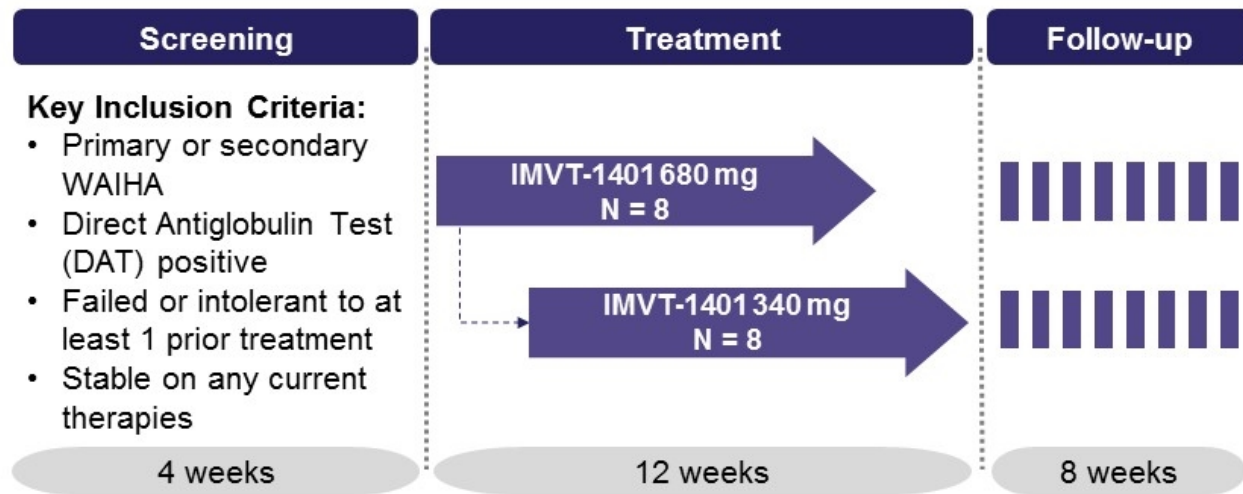 Screening
Treatment
Follow-up
Key Inclusion Criteria:
• Primary or secondary
WAIHA
• Direct Antiglobulin Test
(DAT) positive
• Failed or intolerant to at
least 1 prior treatment
• Stable on any current
therapies
IMVT-1401 680 mg
N = 8
IMVT-1401 340 mg
N = 8
4 weeks
12 weeks
8 weeks